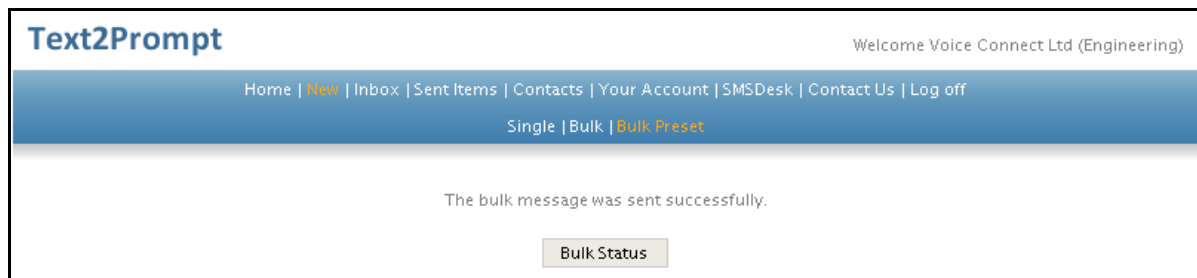 Text2Prompt
Welcome Voice Connect Ltd (Engineering)
Home | New | Inbox | Sent Items | Contacts | Your Account | SMSDesk | Contact Us | Log off
Single | Bulk | Bulk Preset
The bulk message was sent successfully.
Bulk Status